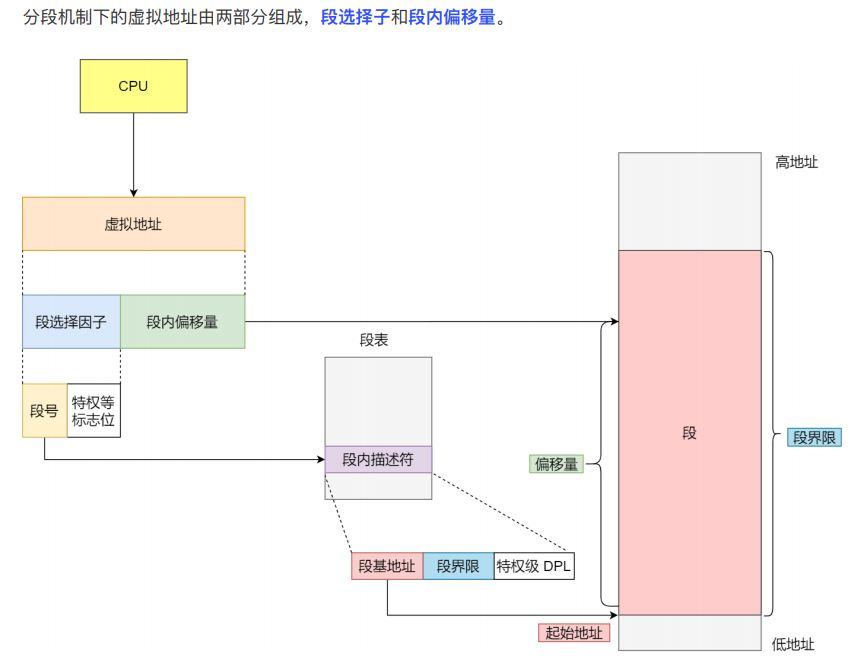 分段机制下的虚拟地址由两部分组成，段选择子和段内偏移量。
CPU
高地址
虚拟地址
段选择因子
段内偏移量
段表
段号
特权等
标志位
段内描述符
偏移量
段
段界限
段基地址
段界限
特权级 DPL
起始地址
低地址